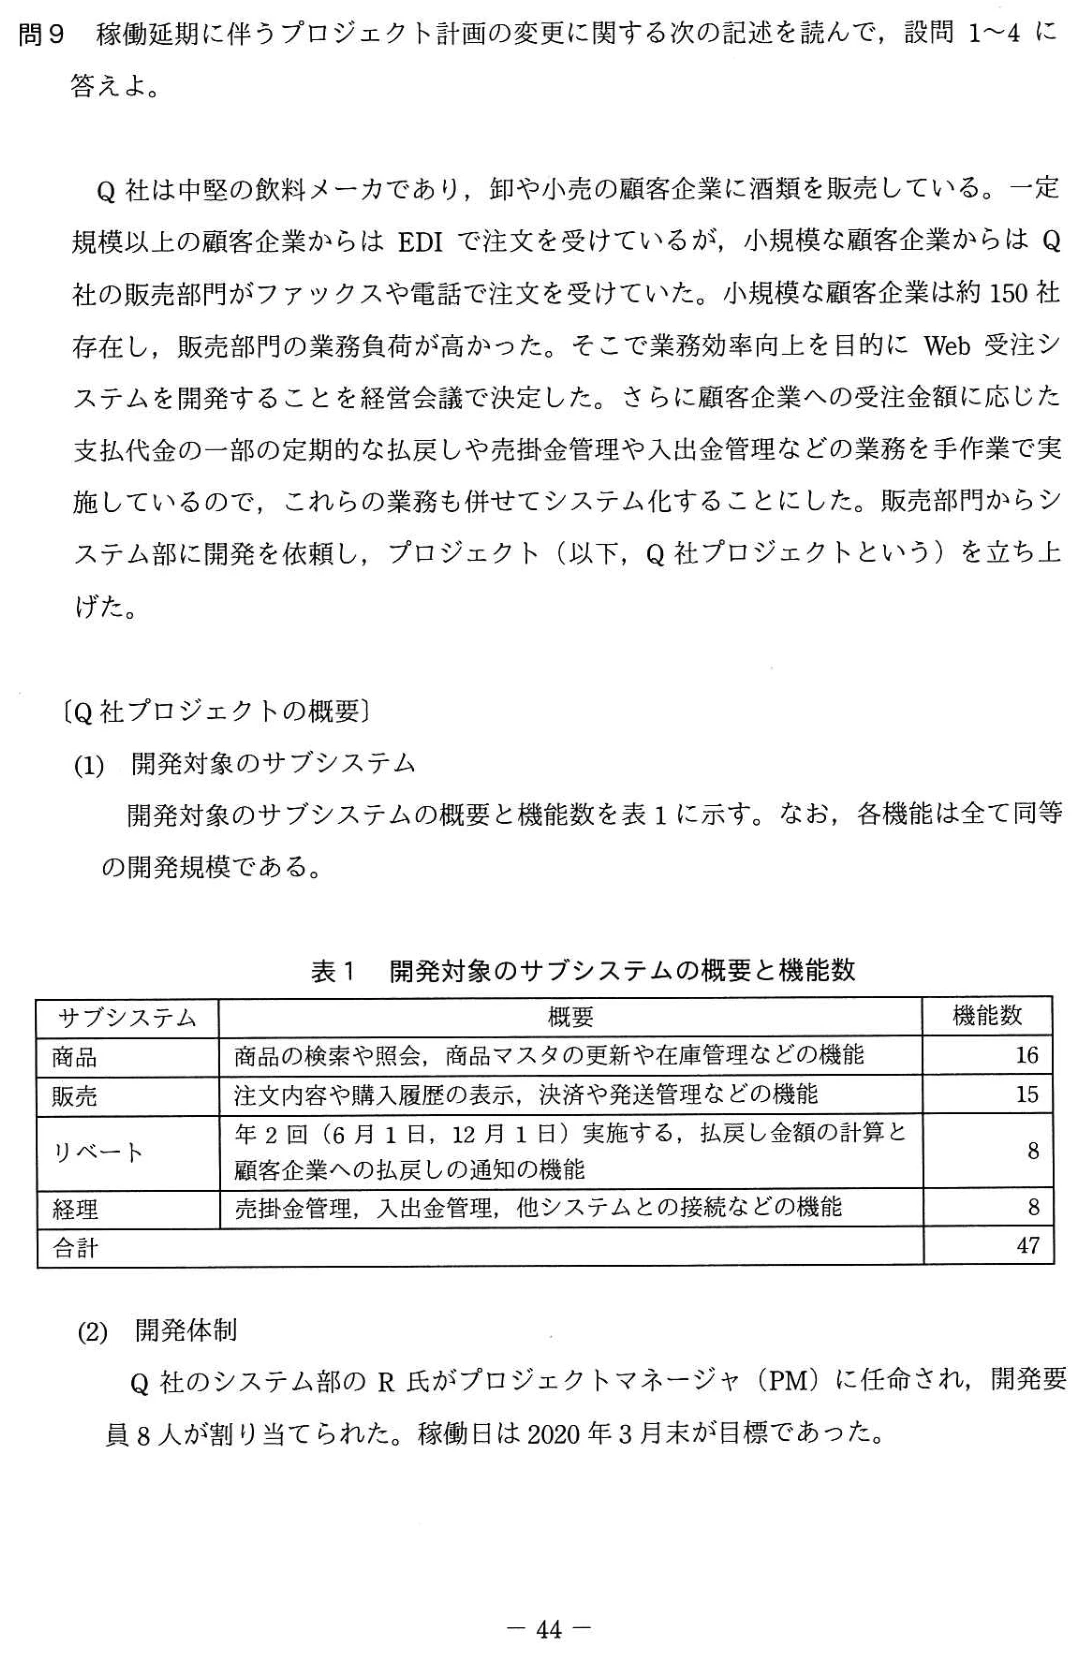 問９　稼働延期に伴うプロジェクト計画の変更に関する次の記述を読んで，設問 1～4 に
答えよ。
Q 社は中堅の飲料メーカであり，卸や小売の顧客企業に酒類を販売している。一定
規模以上の顧客企業からは EDI で注文を受けているが，小規模な顧客企業からは Q
社の販売部門がファックスや電話で注文を受けていた。小規模な顧客企業は約 150 社
存在し，販売部門の業務負荷が高かった。そこで業務効率向上を目的に Web 受注シ
ステムを開発することを経営会議で決定した。さらに顧客企業への受注金額に応じた
支払代金の一部の定期的な払戻しや売掛金管理や入出金管理などの業務を手作業で実
施しているので，これらの業務も併せてシステム化することにした。販売部門からシ
ステム部に開発を依頼し，プロジェクト（以下，Q 社プロジェクトという）を立ち上
げた。
〔Q 社プロジェクトの概要〕
(1)　開発対象のサブシステム
開発対象のサブシステムの概要と機能数を表 1 に示す。なお，各機能は全て同等
の開発規模である。
表１　開発対象のサブシステムの概要と機能数
サブシステム　概要　機能数
商品　商品の検索や照会，商品マスタの更新や在庫管理などの機能　16
販売　注文内容や購入履歴の表示，決済や発送管理などの機能　15
リベート　年 2 回（6 月 1 日，12 月 1 日）実施する，払戻し金額の計算と
顧客企業への払戻しの通知の機能　8
経理　売掛金管理，入出金管理，他システムとの接続などの機能　8
合計　47
(2)　開発体制
Q 社のシステム部の R 氏がプロジェクトマネージャ（PM）に任命され，開発要
員 8 人が割り当てられた。稼働日は 2020 年 3 月末が目標であった。
－ 44 －